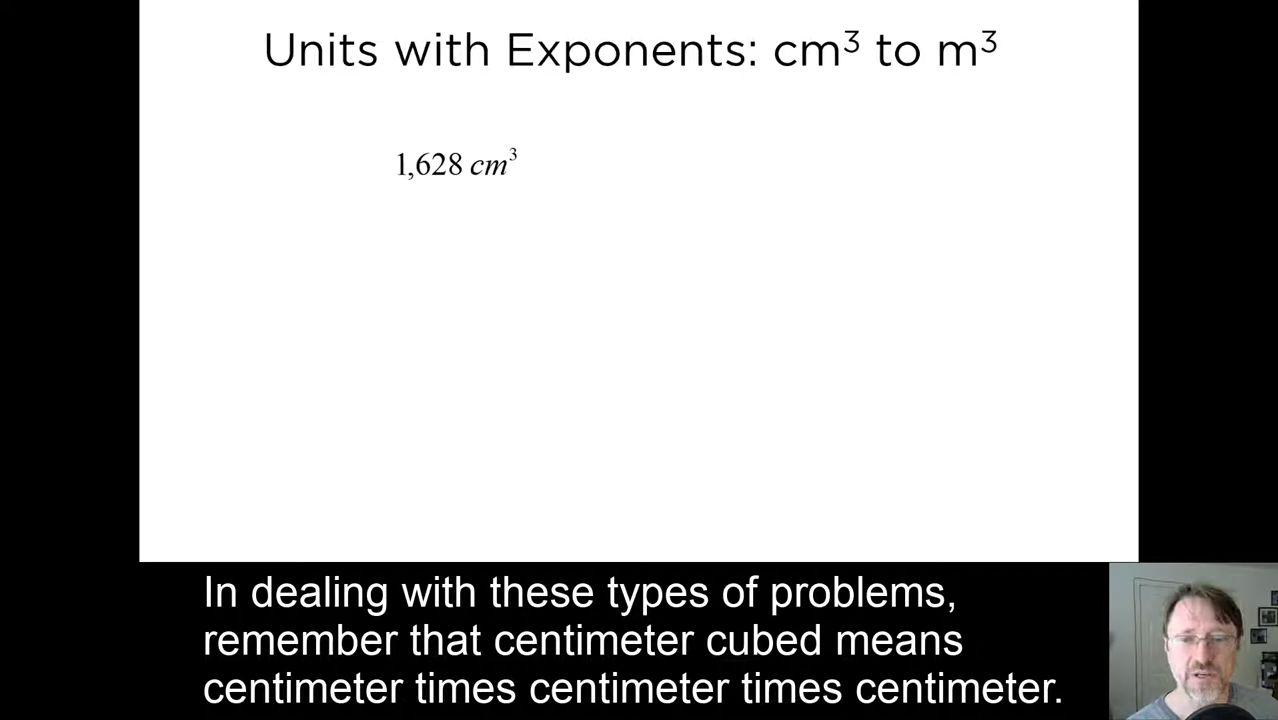 Units with Exponents: cm³ to m³
1,628 cm³
In dealing with these types of problems,
remember that centimeter cubed means
centimeter times centimeter times centimeter.